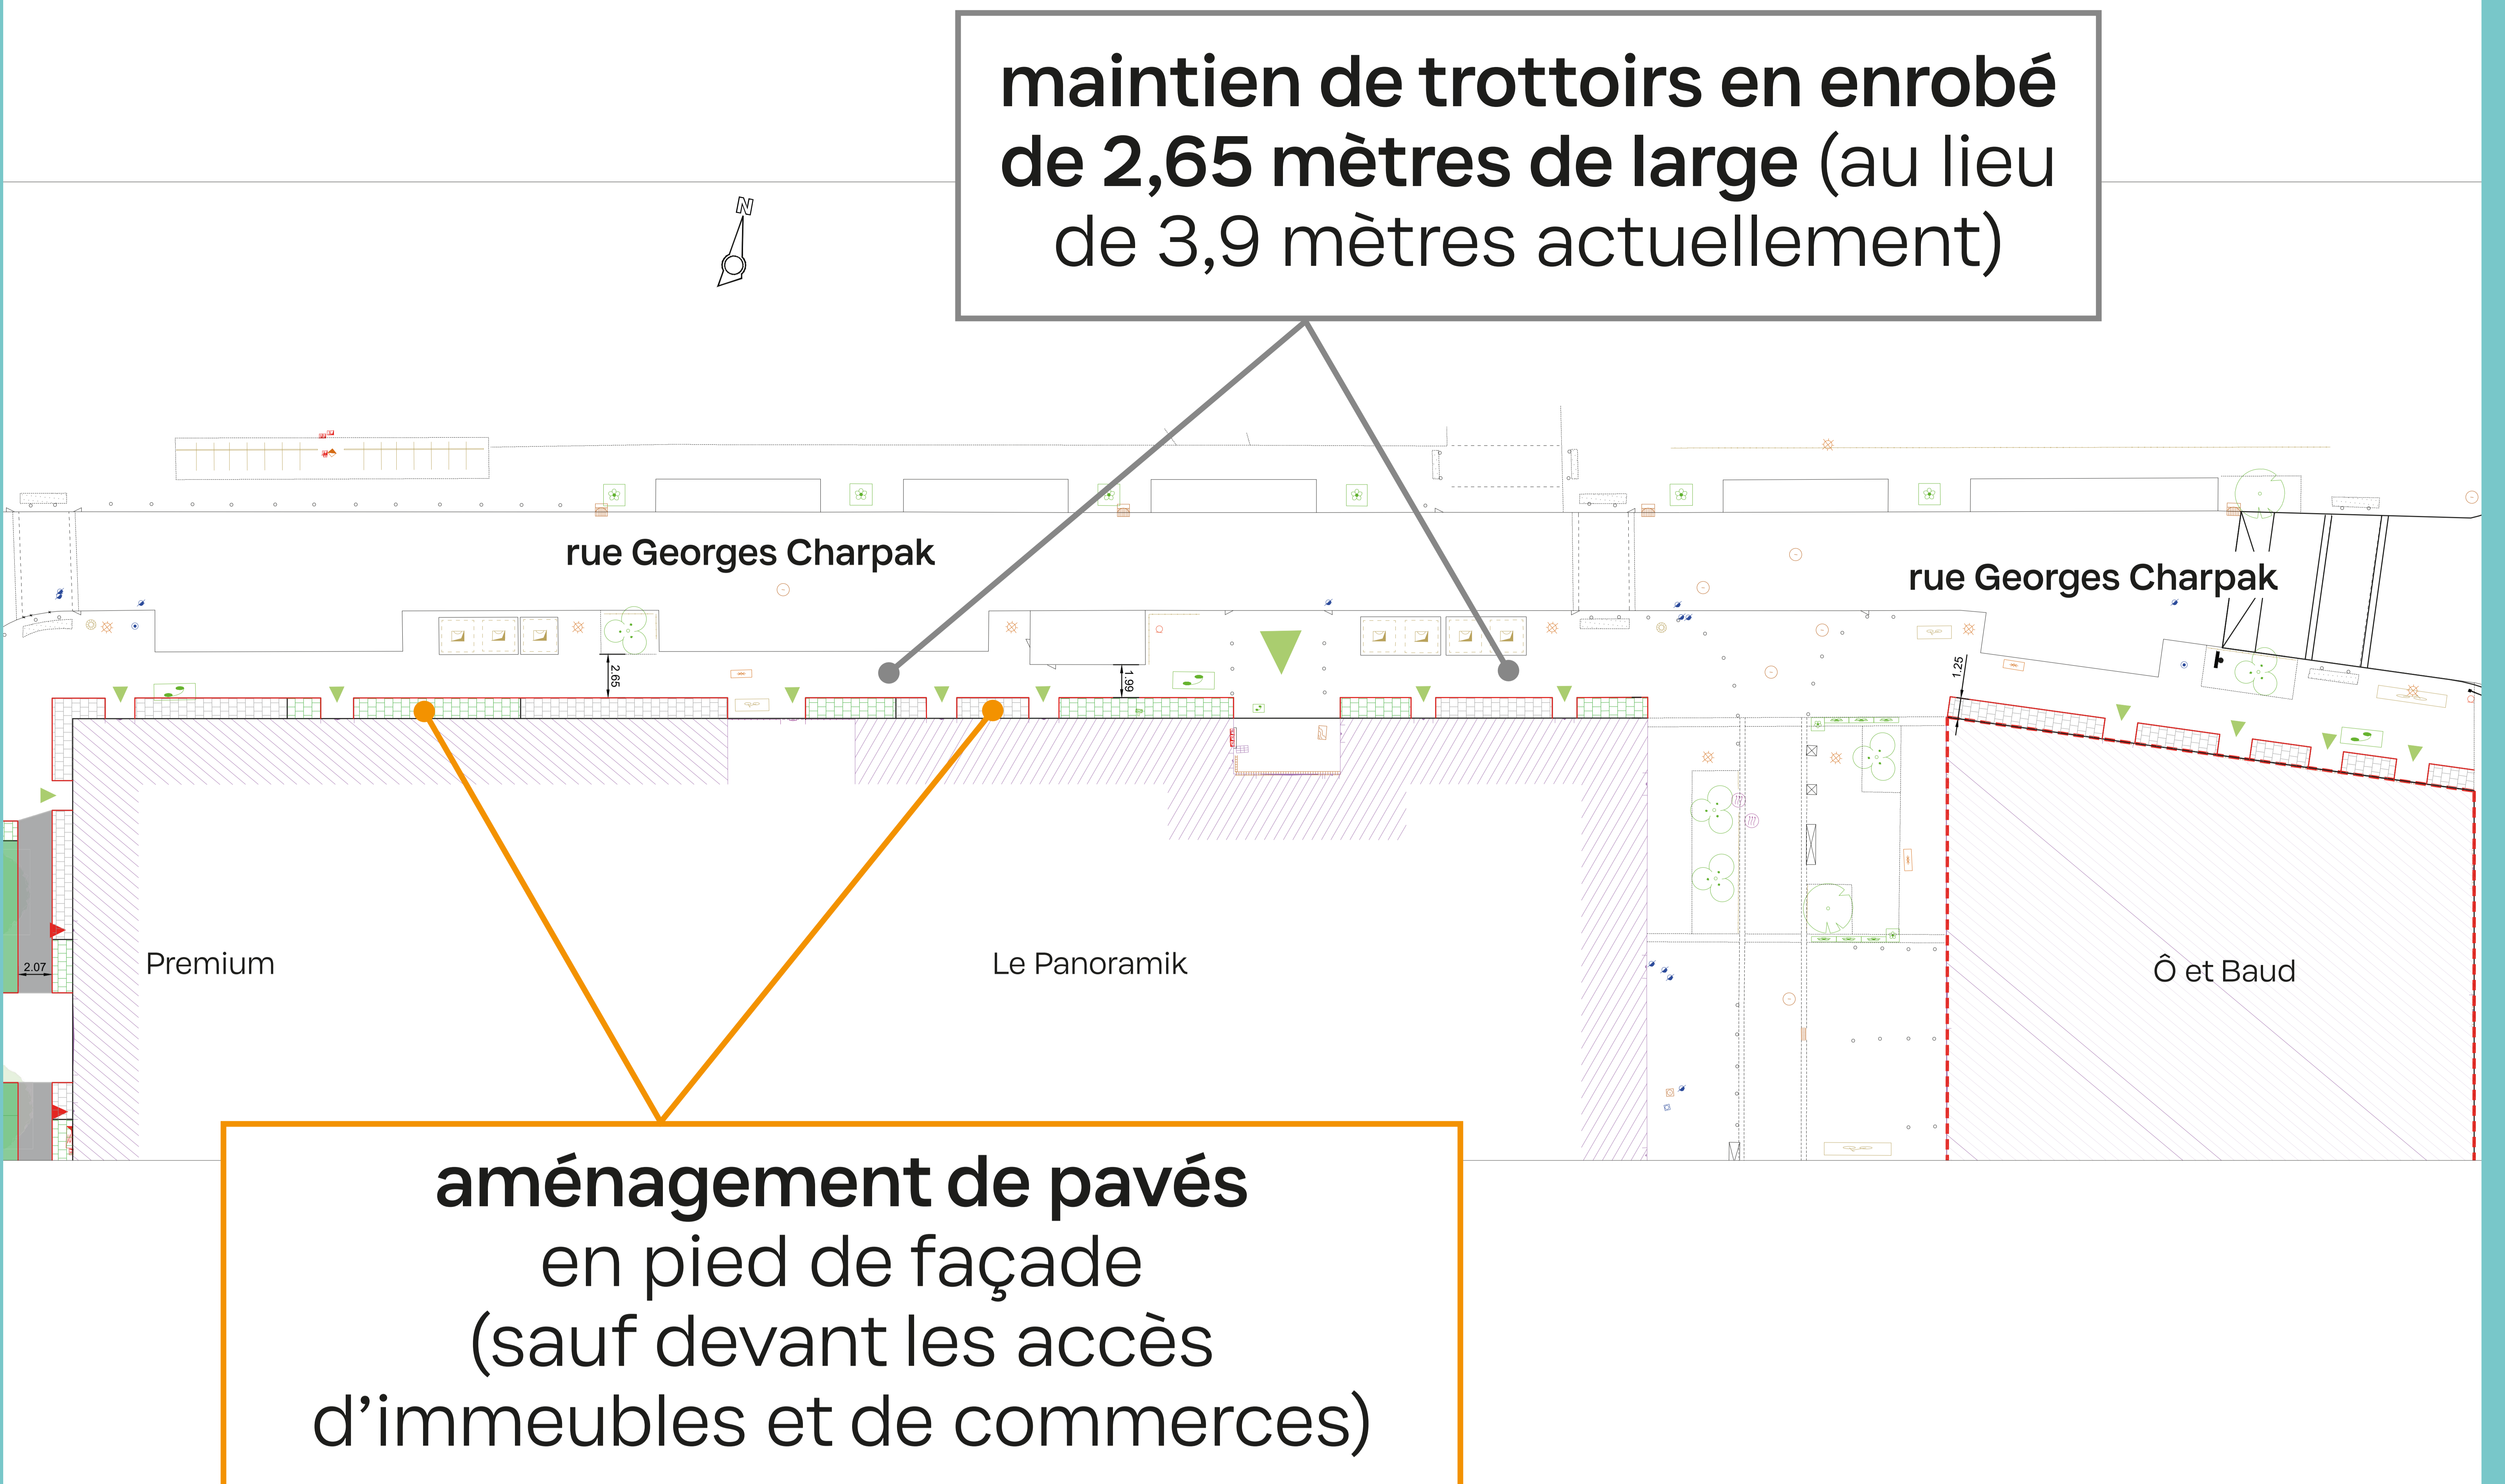 maintien de trottoirs en enrobé
de 2,65 mètres de large (au lieu
de 3,9 mètres actuellement)
N
rue Georges Charpak
rue Georges Charpak
2.65
1.99
1.25
2.07
Premium
Le Panoramik
Ô et Baud
aménagement de pavés
en pied de façade
(sauf devant les accès
d’immeubles et de commerces)